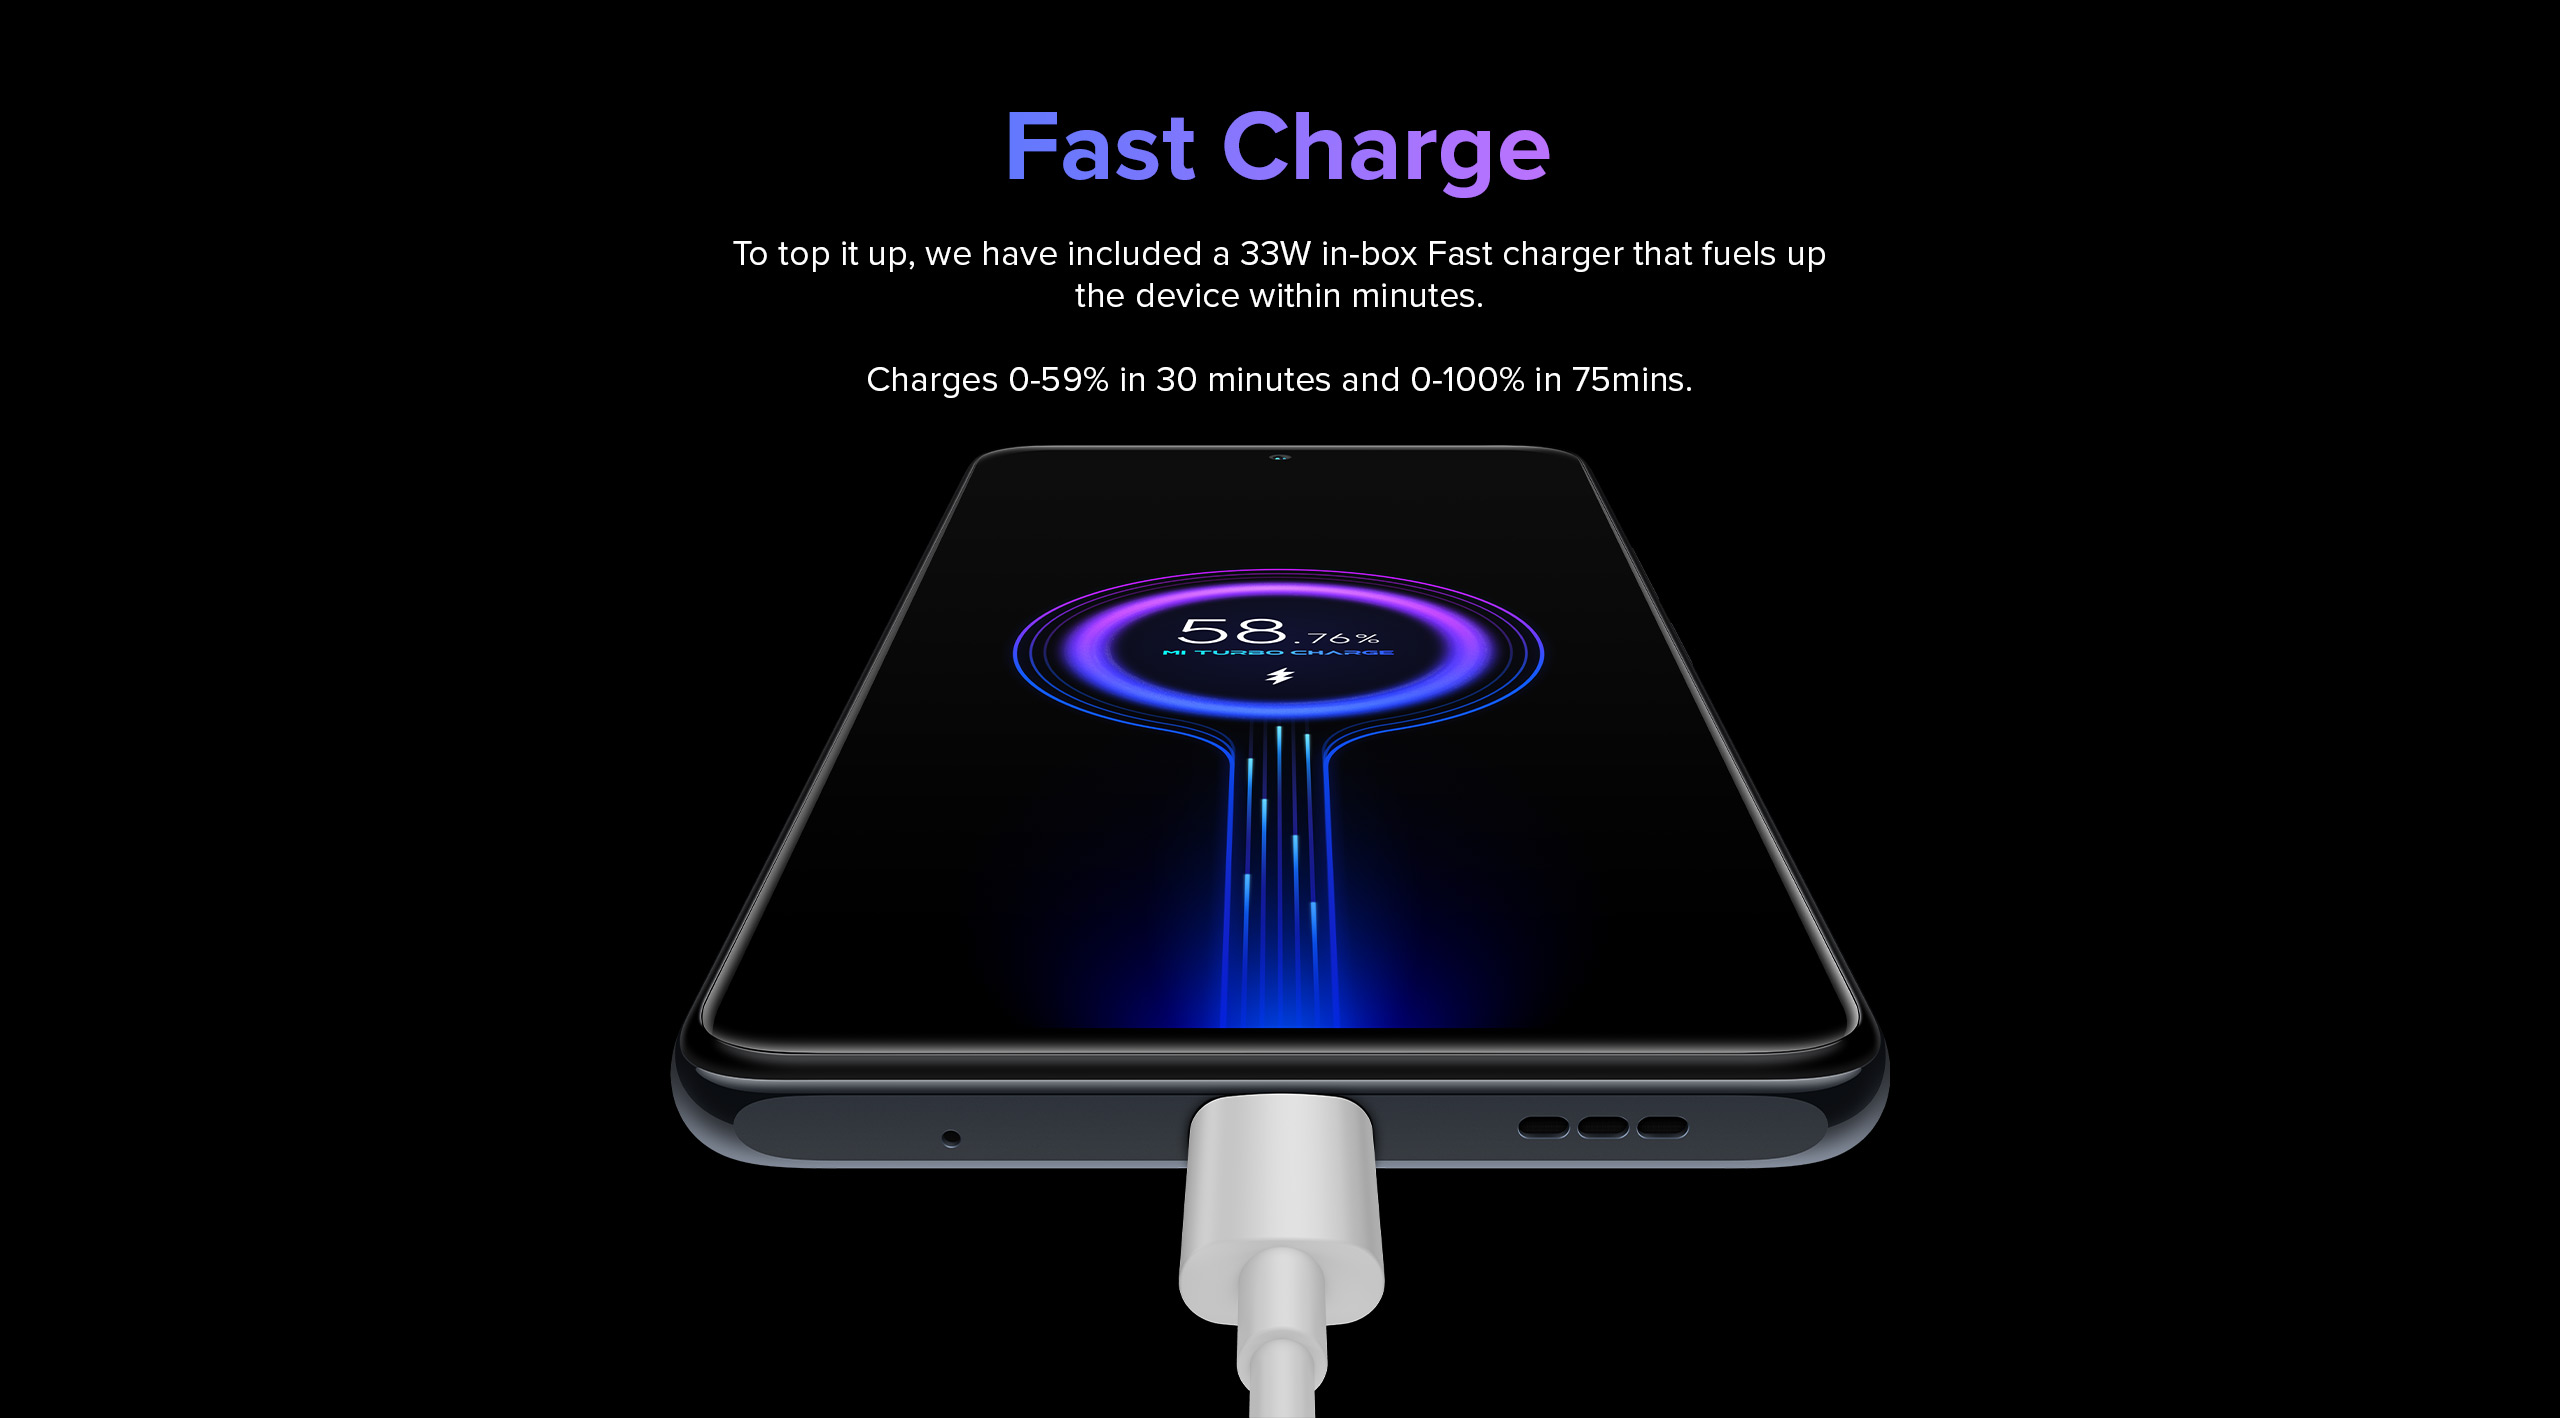 Fast Charge
To top it up, we have included a 33W in-box Fast charger that fuels up
the device within minutes.
Charges 0-59% in 30 minutes and 0-100% in 75mins.
58.76%
MI TURBO CHARGE